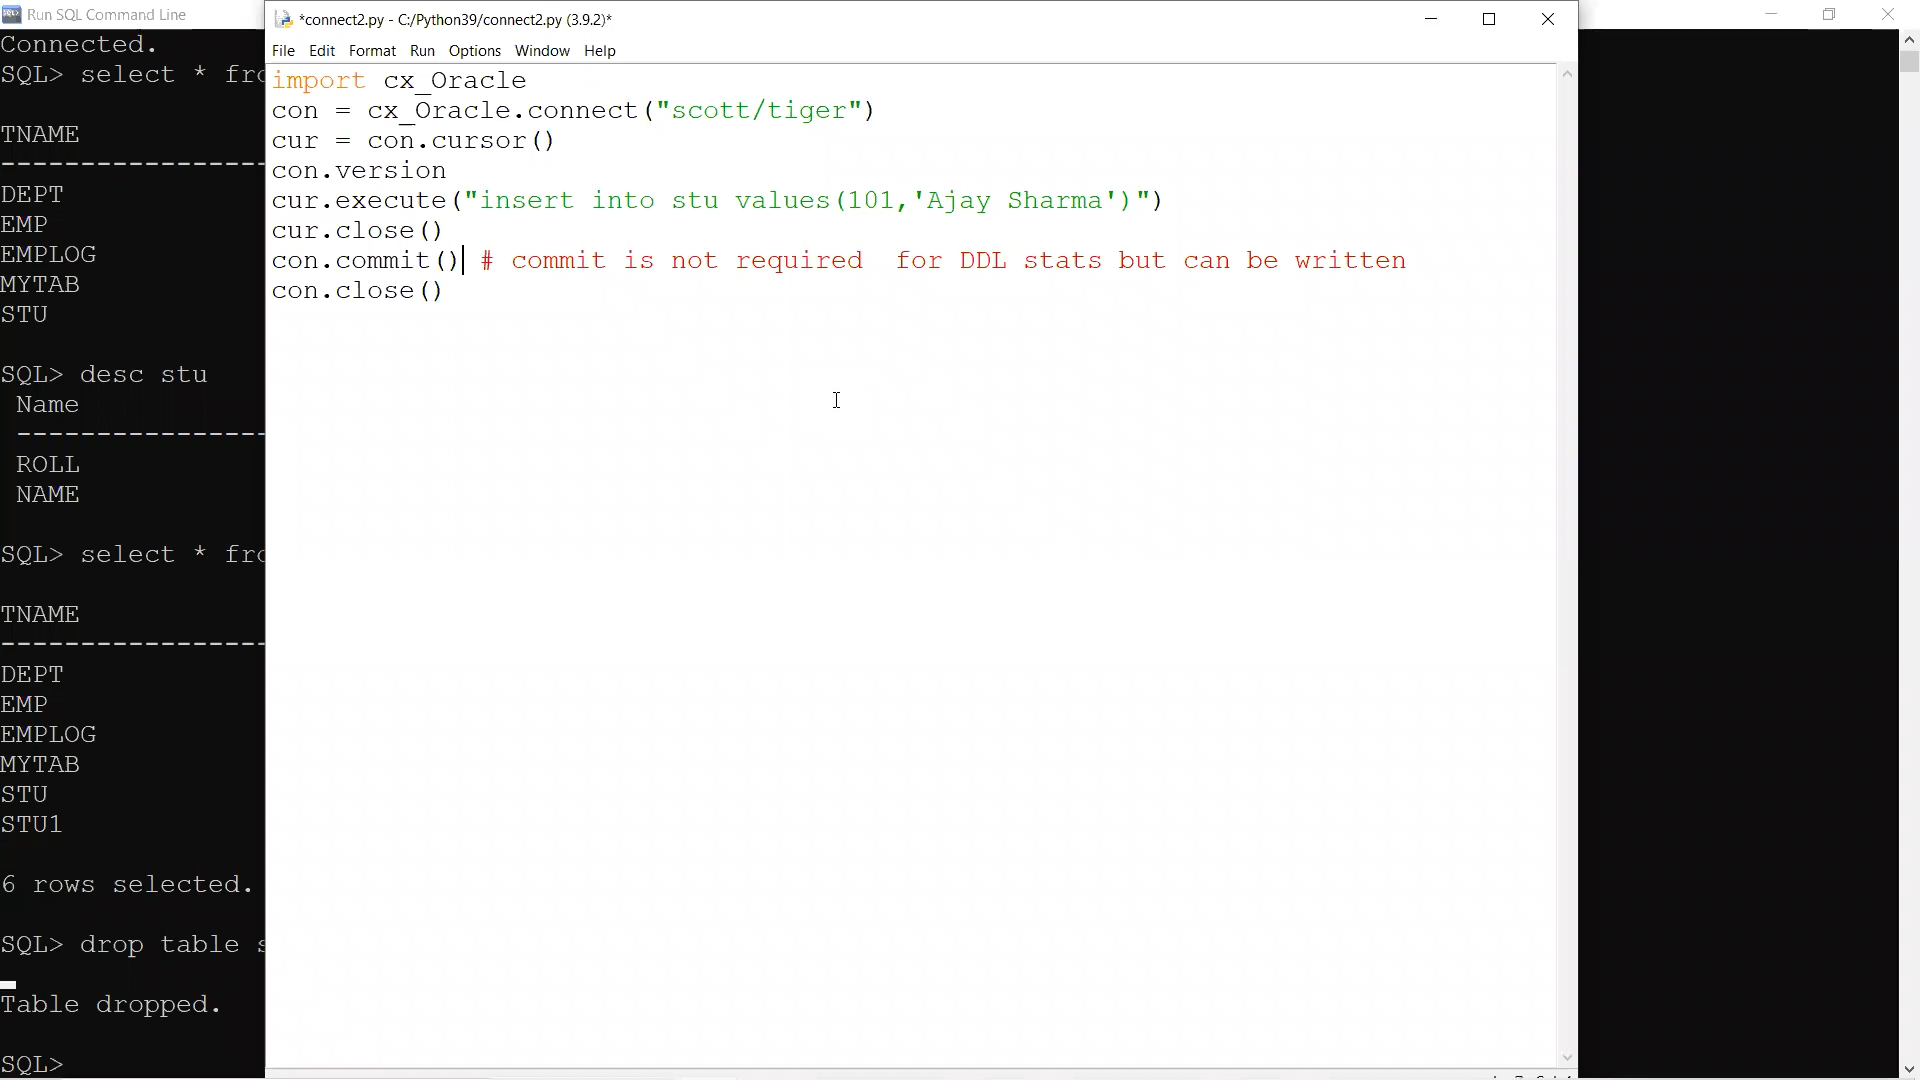 Run SQL Command Line
Connected.
SQL> select * fro
TNAME
-----------------
DEPT
EMP
EMPLOG
MYTAB
STU
SQL> desc stu
Name
----------------
ROLL
NAME
SQL> select * fro
TNAME
-----------------
DEPT
EMP
EMPLOG
MYTAB
STU
STU1
6 rows selected.
SQL> drop table s
Table dropped.
SQL>
*connect2.py - C:/Python39/connect2.py (3.9.2)*
File Edit Format Run Options Window Help
import cx_Oracle
con = cx_Oracle.connect("scott/tiger")
cur = con.cursor()
con.version
cur.execute("insert into stu values(101,'Ajay Sharma')")
cur.close()
con.commit() # commit is not required  for DDL stats but can be written
con.close()